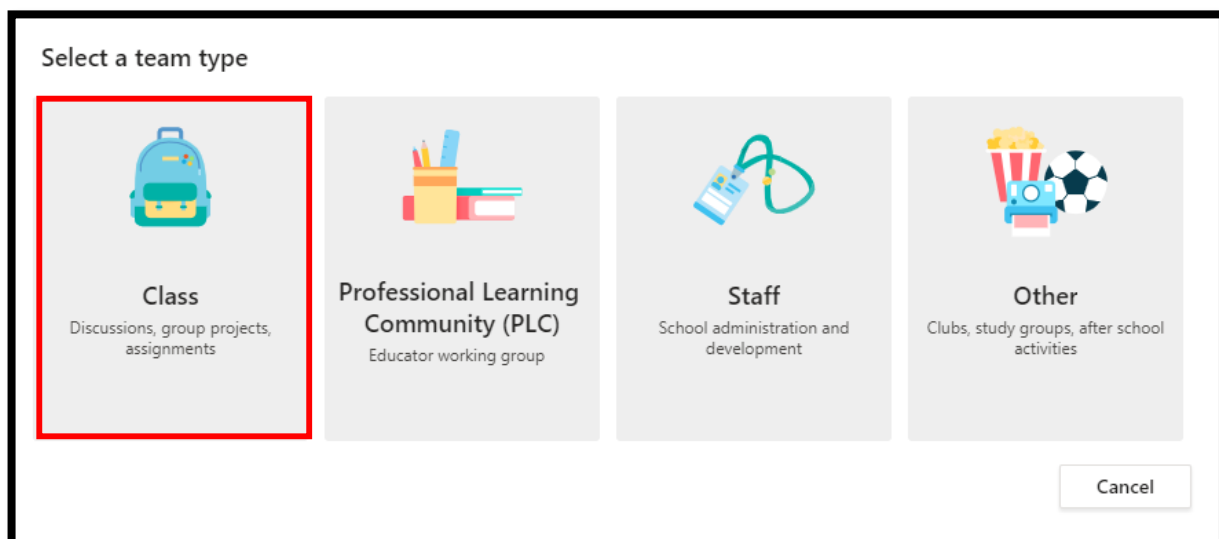 Select a team type
Class
Discussions, group projects,
assignments
Professional Learning
Community (PLC)
Educator working group
Staff
School administration and
development
Other
Clubs, study groups, after school
activities
Cancel